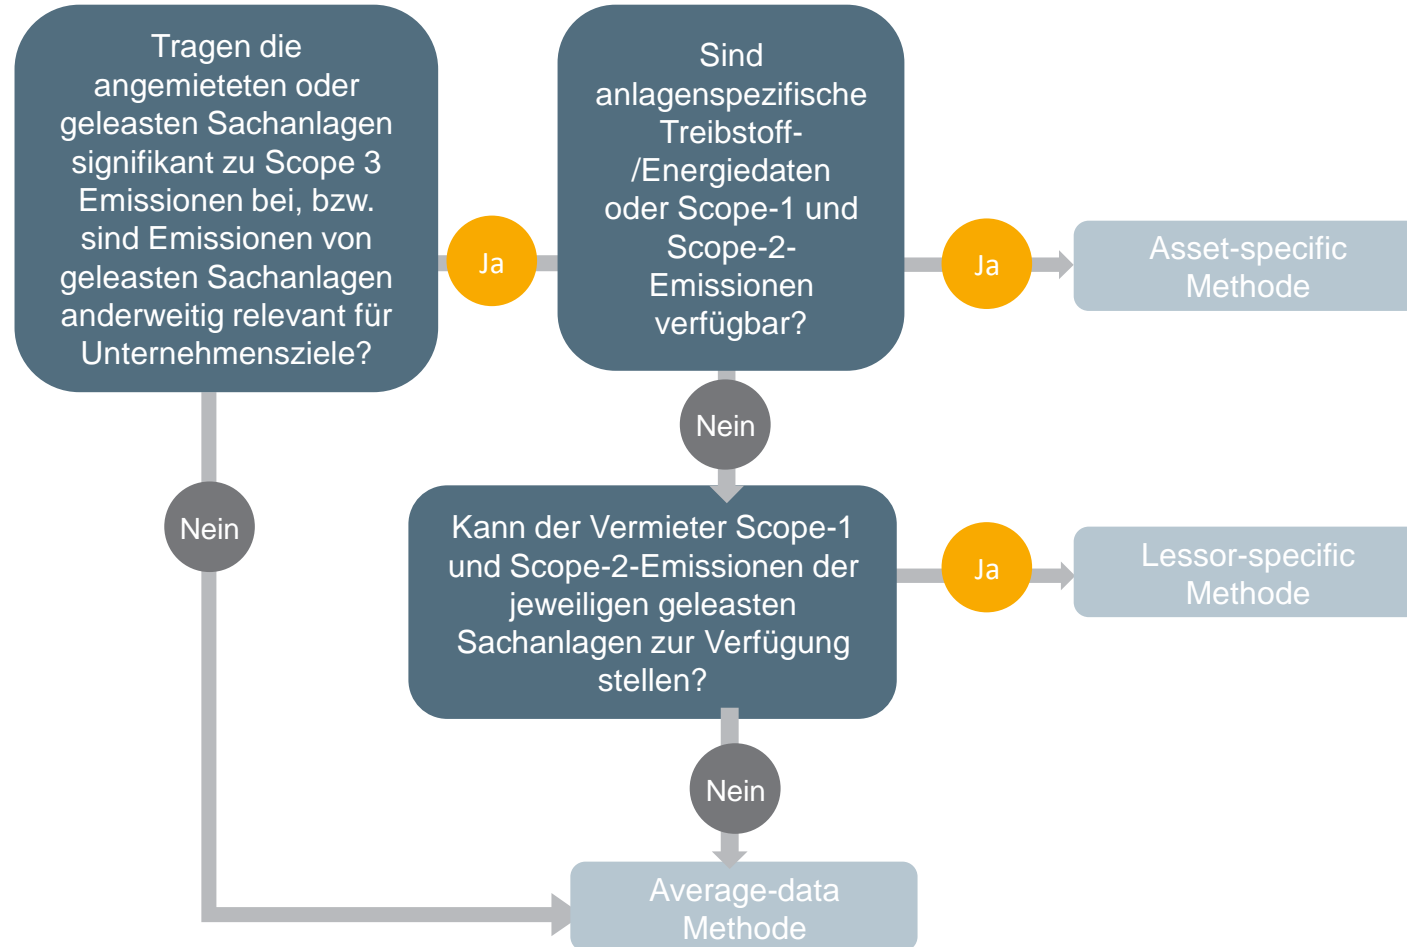 Tragen die
angemieteten oder
geleasten Sachanlagen
signifikant zu Scope 3
Emissionen bei, bzw.
sind Emissionen von
geleasten Sachanlagen
anderweitig relevant für
Unternehmensziele?
Ja
Sind
anlagenspezifische
Treibstoff-
/Energiedaten
oder Scope-1 und
Scope-2-
Emissionen
verfügbar?
Ja
Asset-specific
Methode
Nein
Nein
Kann der Vermieter Scope-1
und Scope-2-Emissionen der
jeweiligen geleasten
Sachanlagen zur Verfügung
stellen?
Ja
Lessor-specific
Methode
Nein
Average-data
Methode